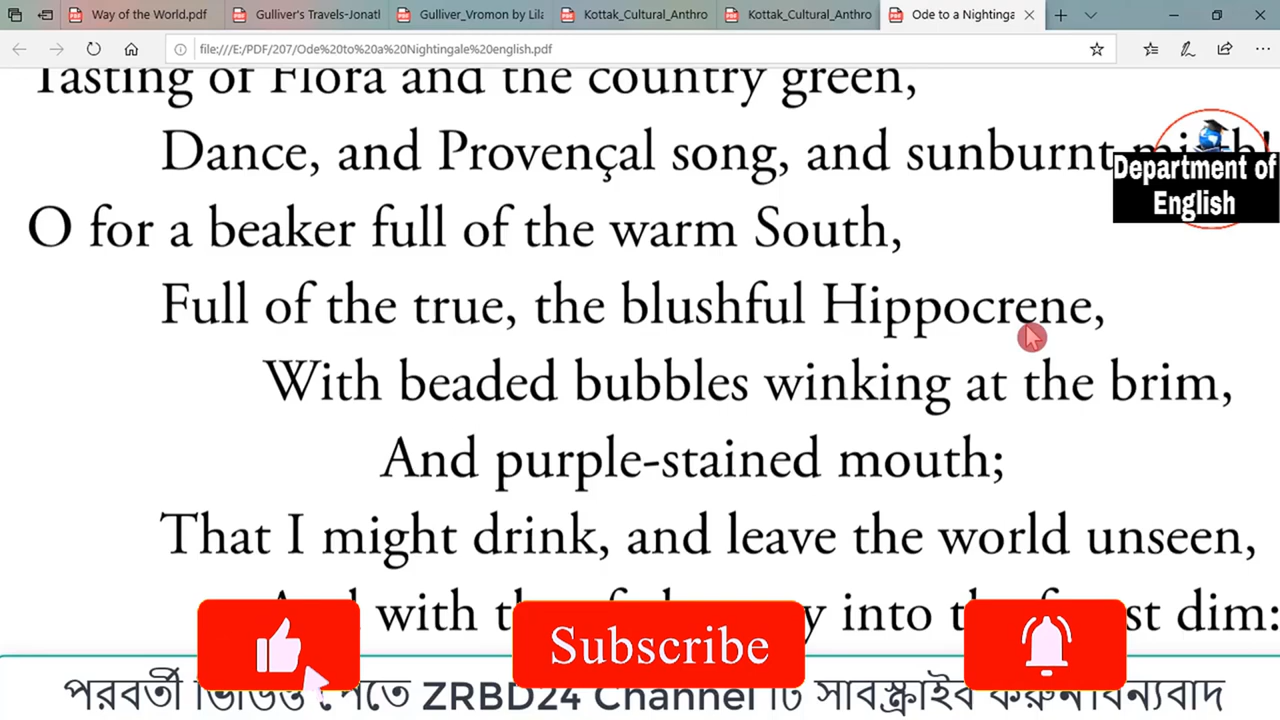 Way of the World.pdf
Gulliver's Travels-Jonatl
Gulliver_Vromon by Lila
Kottak_Cultural_Anthro
Kottak_Cultural_Anthro
Ode to a Nightinga
file:///E:/PDF/207/Ode%20to%20a%20Nightingale%20english.pdf
Tasting of Flora and the country green,
Dance, and Provençal song, and sunburnt
Department of
English
O for a beaker full of the warm South,
Full of the true, the blushful Hippocrene,
With beaded bubbles winking at the brim,
And purple-stained mouth;
That I might drink, and leave the world unseen,
with into dim:
Subscribe
পরবর্তী পেতে ZRBD24 Channel টি সাবস্ক্রাইব করুন